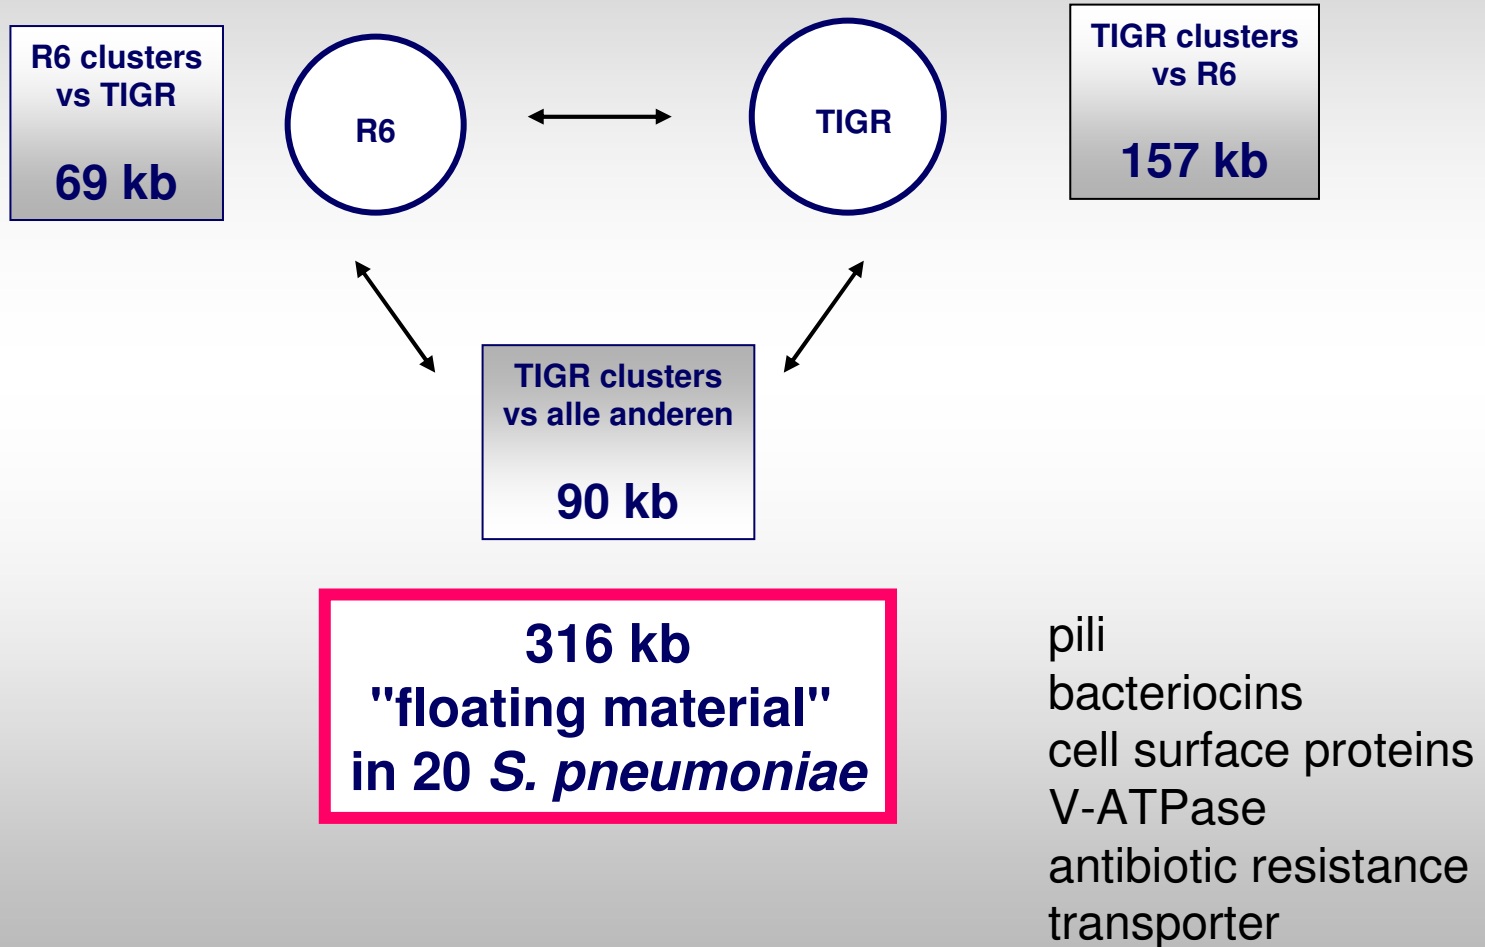 R6 clusters
vs TIGR
69 kb
R6
TIGR
TIGR clusters
vs R6
157 kb
TIGR clusters
vs alle anderen
90 kb
316 kb
"floating material"
in 20 S. pneumoniae
pili
bacteriocins
cell surface proteins
V-ATPase
antibiotic resistance
transporter